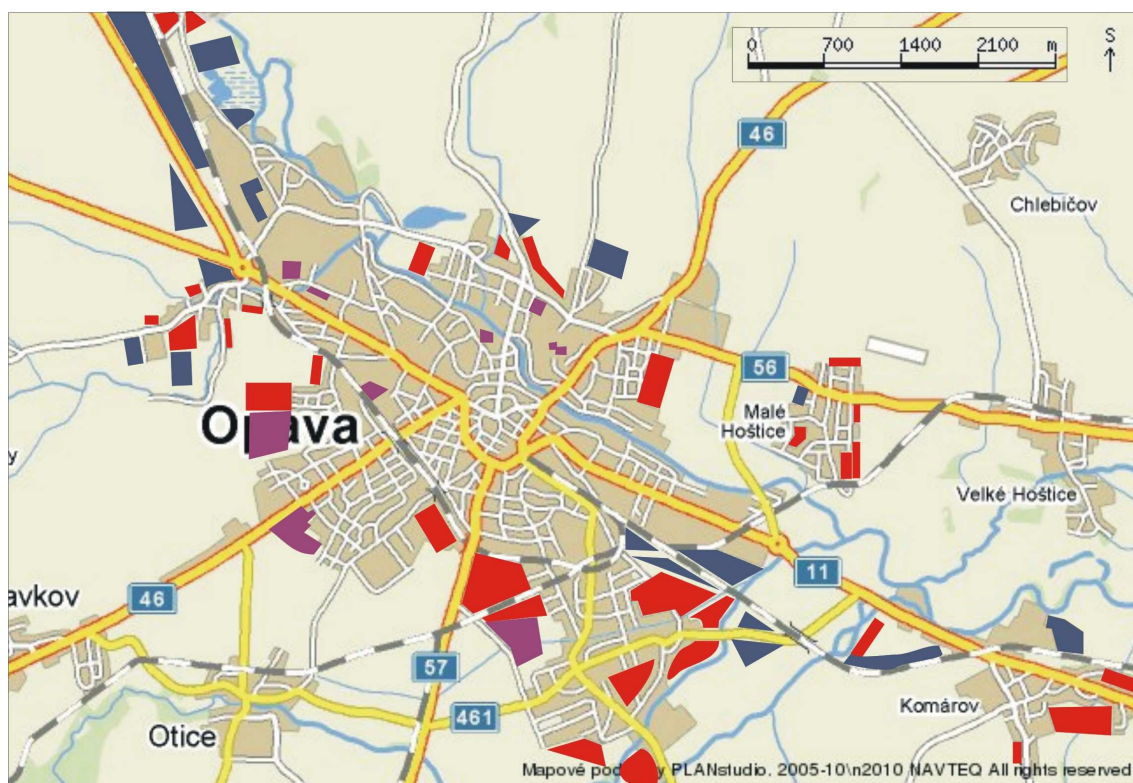 0 700 1400 2100 m
S
46
Chlebičov
56
Malé
Hoštice
Opava
y
Velké Hoštice
11
avkov
46
57
461
Komárov
Otice
Mapové pod y PLANstudio. 2005-10\n2010 NAVTEQ All rights reserved